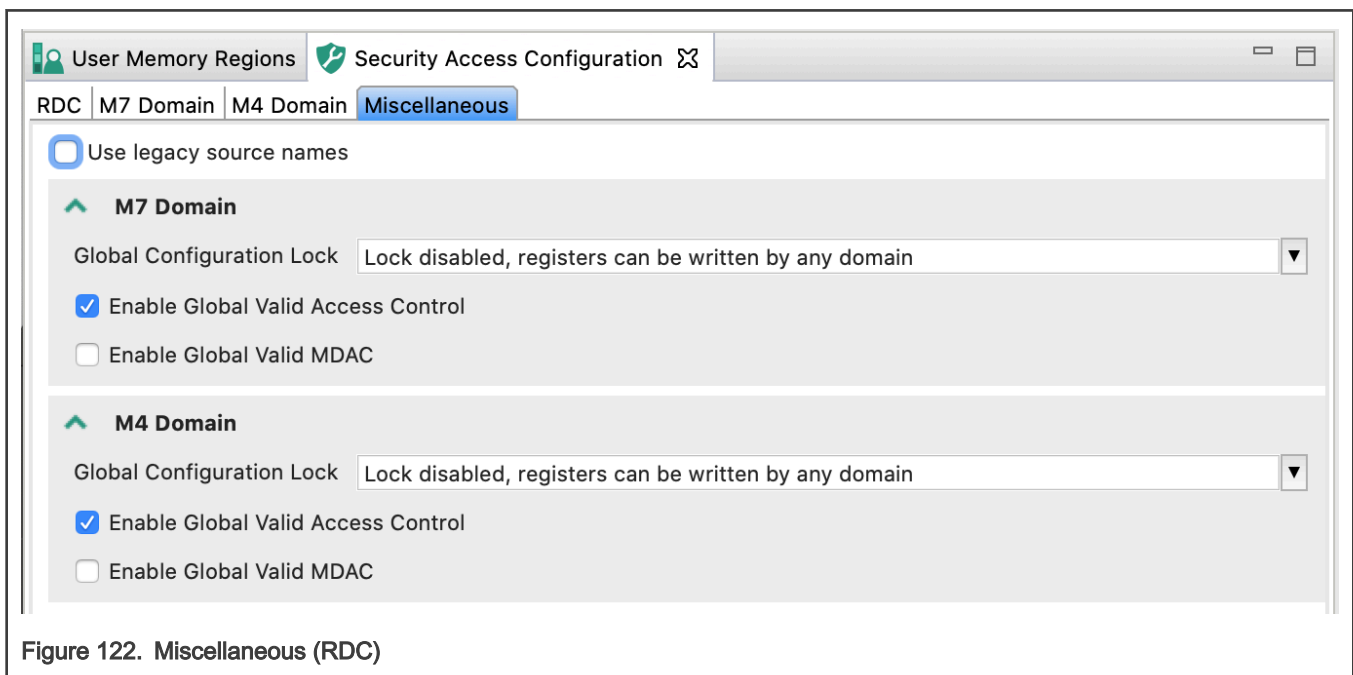 User Memory Regions Security Access Configuration
RDC M7 Domain M4 Domain Miscellaneous
Use legacy source names
M7 Domain
Global Configuration Lock Lock disabled, registers can be written by any domain
Enable Global Valid Access Control
Enable Global Valid MDAC
M4 Domain
Global Configuration Lock Lock disabled, registers can be written by any domain
Enable Global Valid Access Control
Enable Global Valid MDAC
Figure 122. Miscellaneous (RDC)